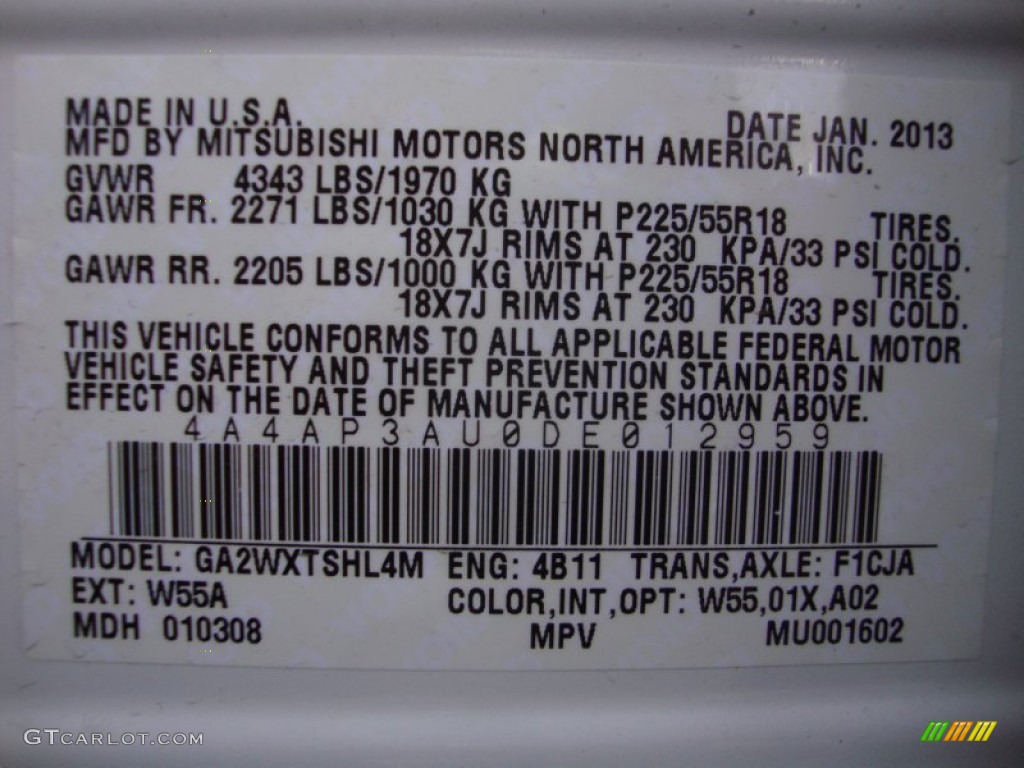 MADE IN U.S.A. DATE JAN. 2013
MFD BY MITSUBISHI MOTORS NORTH AMERICA, INC.
GVWR 4343 LBS/1970 KG
GAWR FR. 2271 LBS/1030 KG WITH P225/55R18 TIRES.
18X7J RIMS AT 230 KPA/33 PSI COLD.
GAWR RR. 2205 LBS/1000 KG WITH P225/55R18 TIRES.
18X7J RIMS AT 230 KPA/33 PSI COLD.
THIS VEHICLE CONFORMS TO ALL APPLICABLE FEDERAL MOTOR
VEHICLE SAFETY AND THEFT PREVENTION STANDARDS IN
EFFECT ON THE DATE OF MANUFACTURE SHOWN ABOVE.
4A4AP3AU0DE012959
MODEL: GA2WXTSHL4M ENG: 4B11 TRANS,AXLE: F1CJA
EXT: W55A COLOR,INT,OPT: W55,01X,A02
MDH 010308 MPV MU001602
GTCARLOT.COM